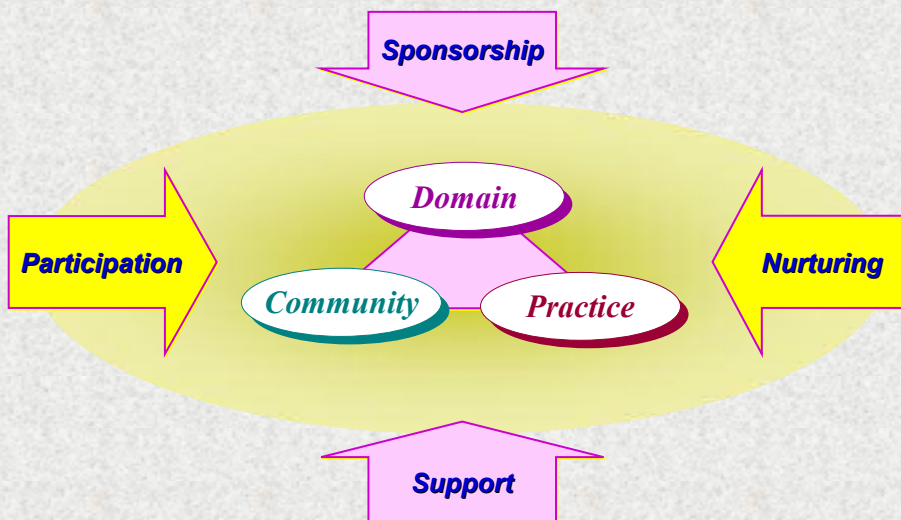 Sponsorship
Domain
Participation
Nurturing
Community
Practice
Support